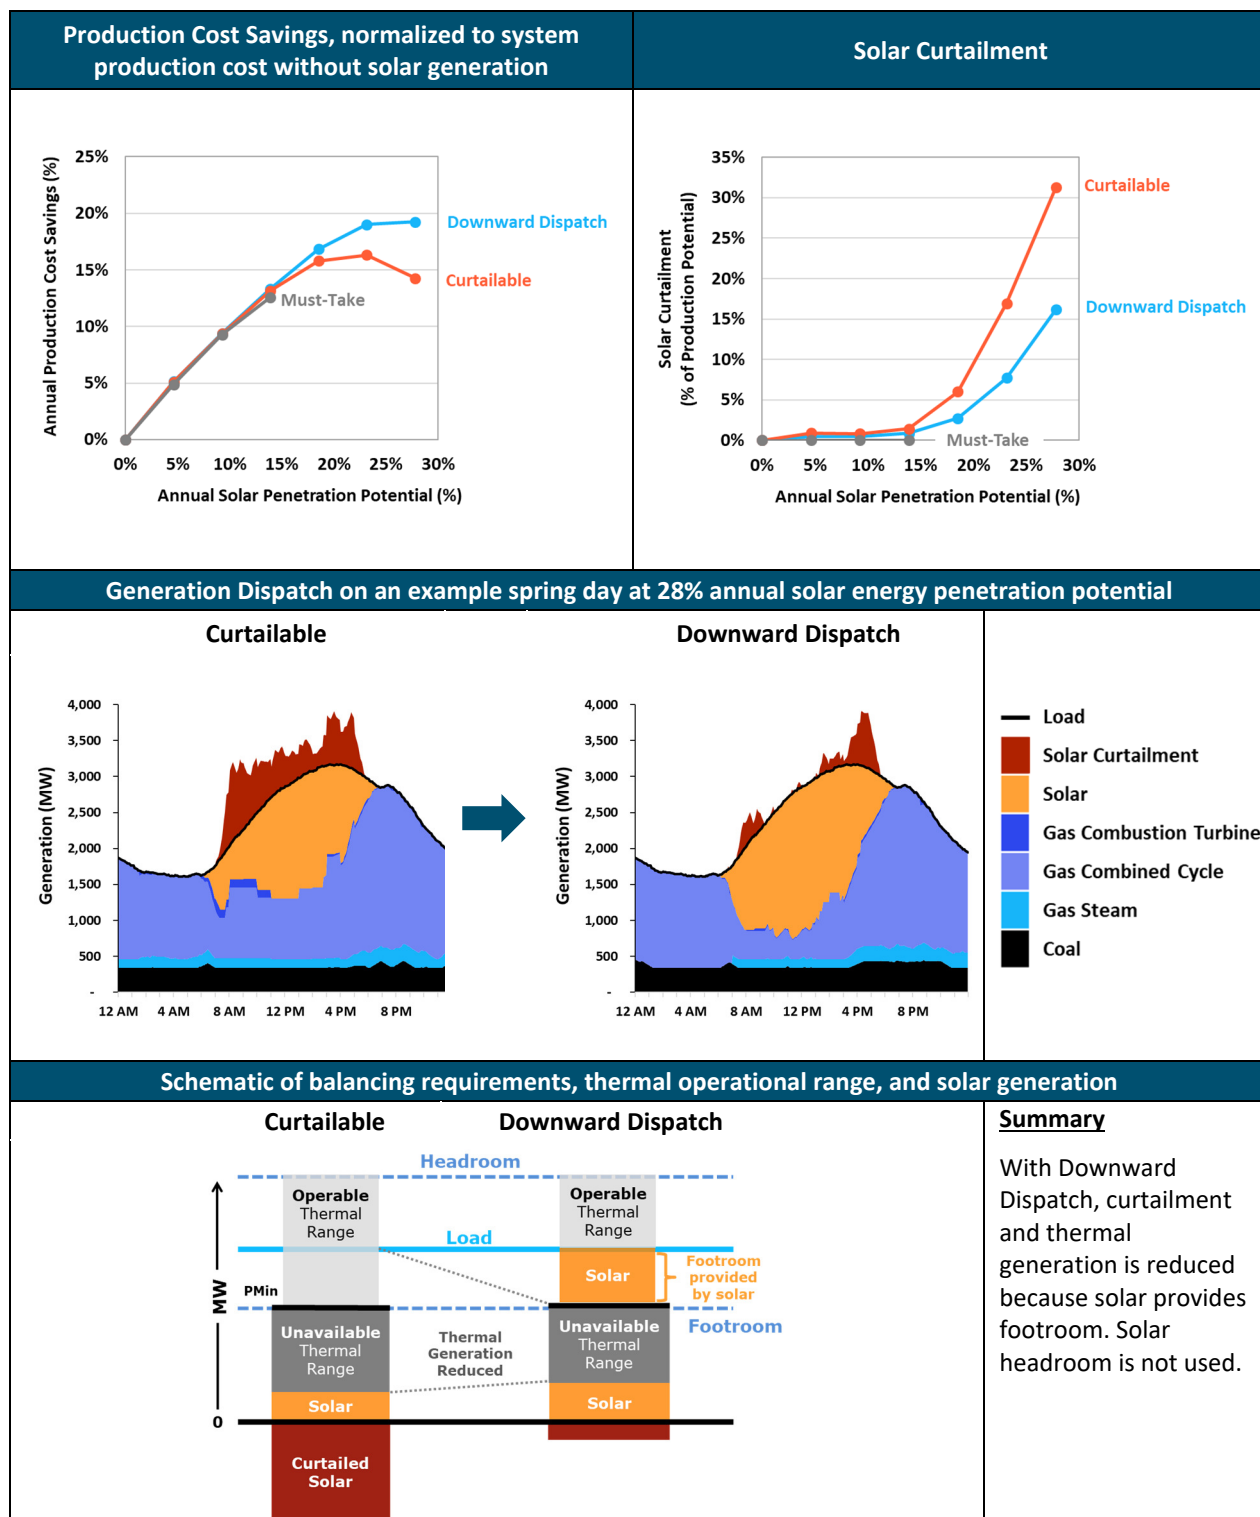 Production Cost Savings, normalized to system
production cost without solar generation
Solar Curtailment
Annual Production Cost Savings (%)
25%
20%
15%
10%
5%
0%
0%
5%
10%
15%
20%
25%
30%
Annual Solar Penetration Potential (%)
Downward Dispatch
Curtailable
Must-Take
Solar Curtailment
(% of Production Potential)
35%
30%
25%
20%
15%
10%
5%
0%
0%
5%
10%
15%
20%
25%
30%
Annual Solar Penetration Potential (%)
Curtailable
Downward Dispatch
Must-Take
Generation Dispatch on an example spring day at 28% annual solar energy penetration potential
Curtailable
Generation (MW)
4,000
3,500
3,000
2,500
2,000
1,500
1,000
500
-
12 AM
4 AM
8 AM
12 PM
4 PM
8 PM
Downward Dispatch
Generation (MW)
4,000
3,500
3,000
2,500
2,000
1,500
1,000
500
-
12 AM
4 AM
8 AM
12 PM
4 PM
8 PM
Load
Solar Curtailment
Solar
Gas Combustion Turbine
Gas Combined Cycle
Gas Steam
Coal
Schematic of balancing requirements, thermal operational range, and solar generation
Curtailable
Downward Dispatch
Headroom
Operable
Thermal
Range
Operable
Thermal
Range
Load
MW
PMin
Solar
Footroom
provided
by solar
Footroom
Unavailable
Thermal
Range
Thermal
Generation
Reduced
Unavailable
Thermal
Range
Solar
Solar
0
Curtailed
Solar
Summary
With Downward
Dispatch, curtailment
and thermal
generation is reduced
because solar provides
footroom. Solar
headroom is not used.